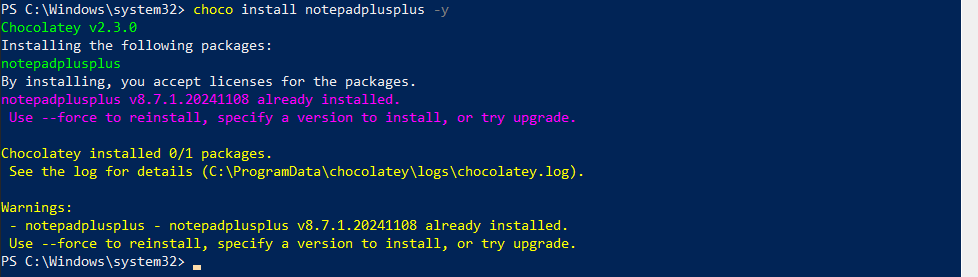 PS C:\Windows\system32> choco install notepadplusplus -y
Chocolatey v2.3.0
Installing the following packages:
notepadplusplus
By installing, you accept licenses for the packages.
notepadplusplus v8.7.1.20241108 already installed.
 Use --force to reinstall, specify a version to install, or try upgrade.
Chocolatey installed 0/1 packages.
 See the log for details (C:\ProgramData\chocolatey\logs\chocolatey.log).
Warnings:
 - notepadplusplus - notepadplusplus v8.7.1.20241108 already installed.
 Use --force to reinstall, specify a version to install, or try upgrade.
PS C:\Windows\system32>